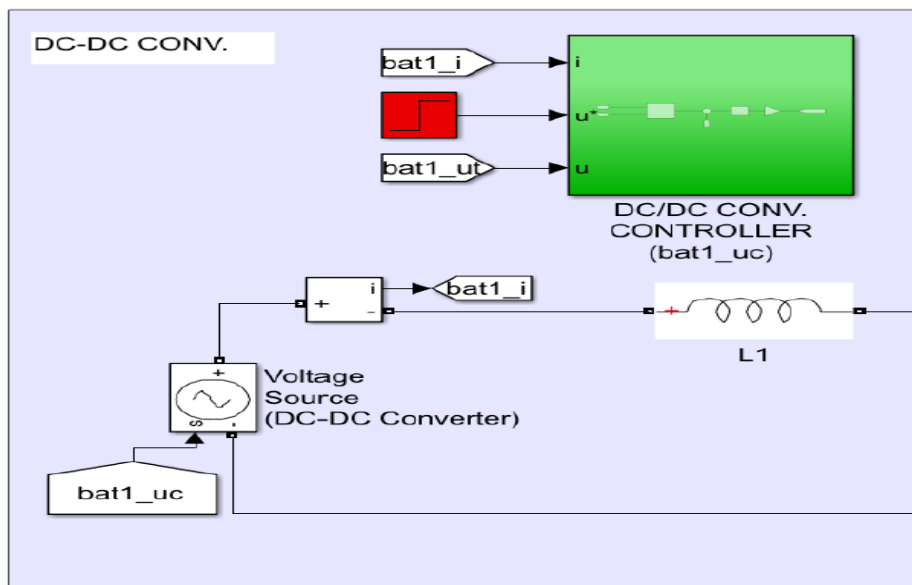 DC-DC CONV.
bat1_i
i
u*
bat1_ut
u
DC/DC CONV.
CONTROLLER
(bat1_uc)
+
i
-
bat1_i
+
L1
+
s
-
Voltage
Source
(DC-DC Converter)
bat1_uc